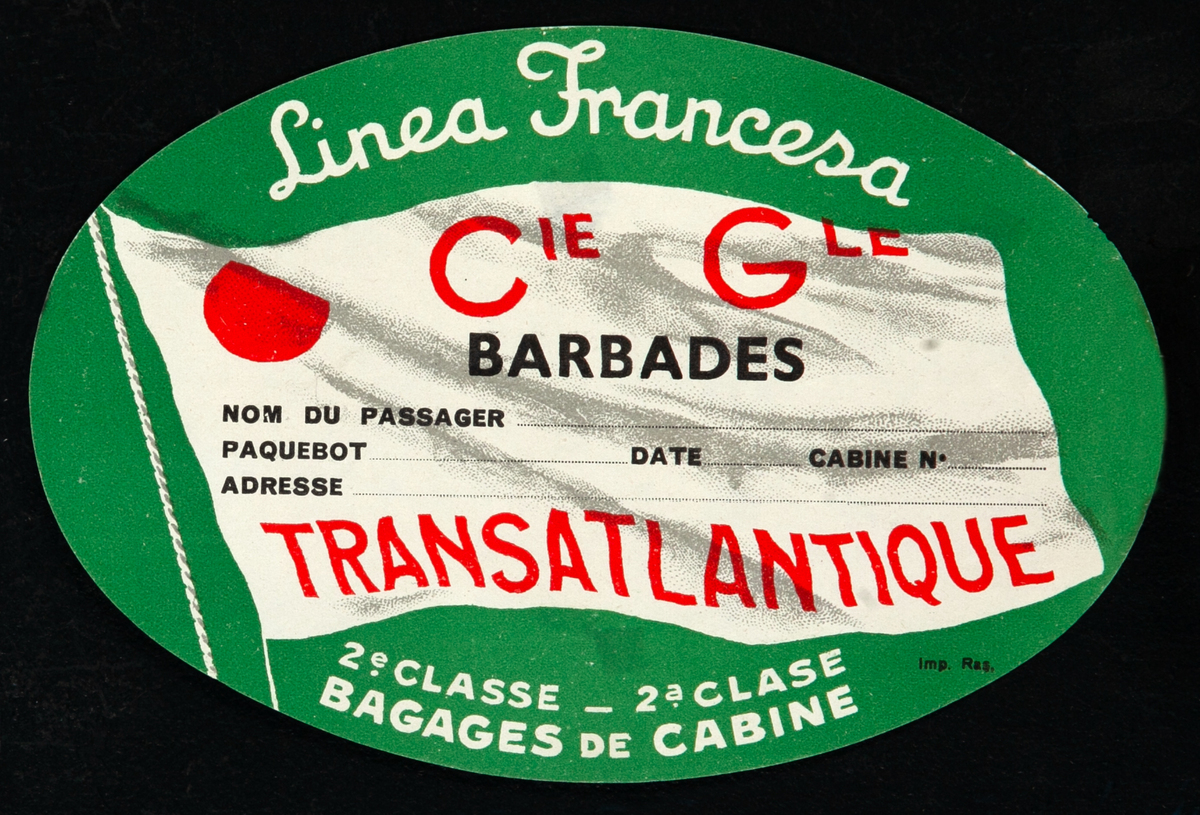 Linea Francesa
Cie Gle
BARBADES
NOM DU PASSAGER
PAQUEBOT DATE CABINE N•
ADRESSE
TRANSATLANTIQUE
2e CLASSE _ 2a CLASE
BAGAGES DE CABINE
Imp. Ras.